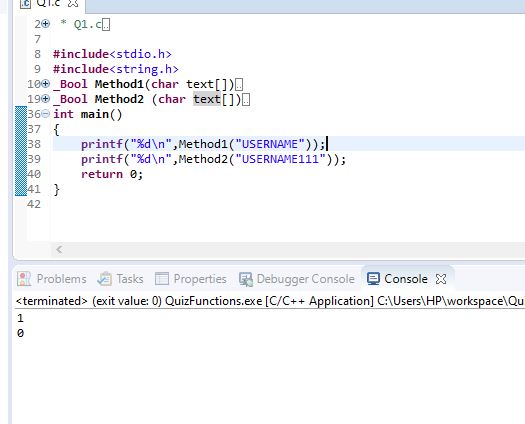 Q1.c
2 * Q1.c
7
8 #include<stdio.h>
9 #include<string.h>
10 _Bool Method1(char text[])
19 _Bool Method2 (char text[])
36 int main()
37 {
38 printf("%d\n",Method1("USERNAME"));
39 printf("%d\n",Method2("USERNAME111"));
40 return 0;
41 }
42
Problems Tasks Properties Debugger Console Console
<terminated> (exit value: 0) QuizFunctions.exe [C/C++ Application] C:\Users\HP\workspace\Qui
1
0